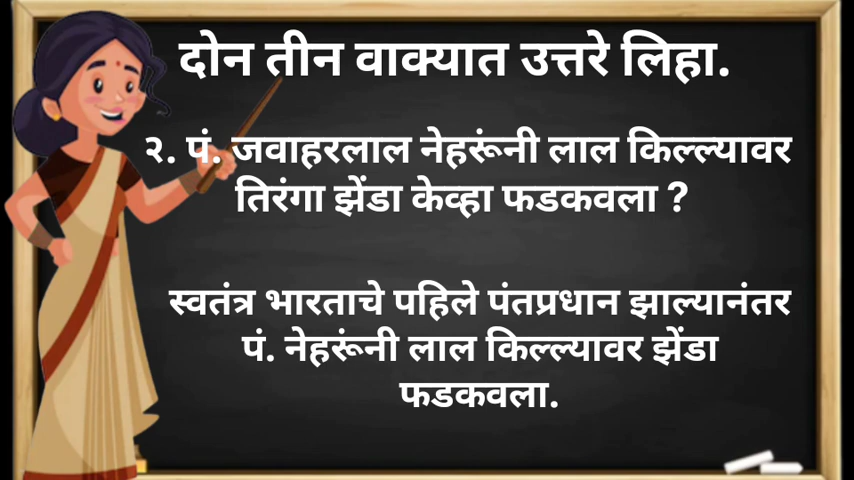 दोन तीन वाक्यात उत्तरे लिहा.
२. पं. जवाहरलाल नेहरूंनी लाल किल्ल्यावर
तिरंगा झेंडा केव्हा फडकवला ?
स्वतंत्र भारताचे पहिले पंतप्रधान झाल्यानंतर
पं. नेहरूंनी लाल किल्ल्यावर झेंडा
फडकवला.